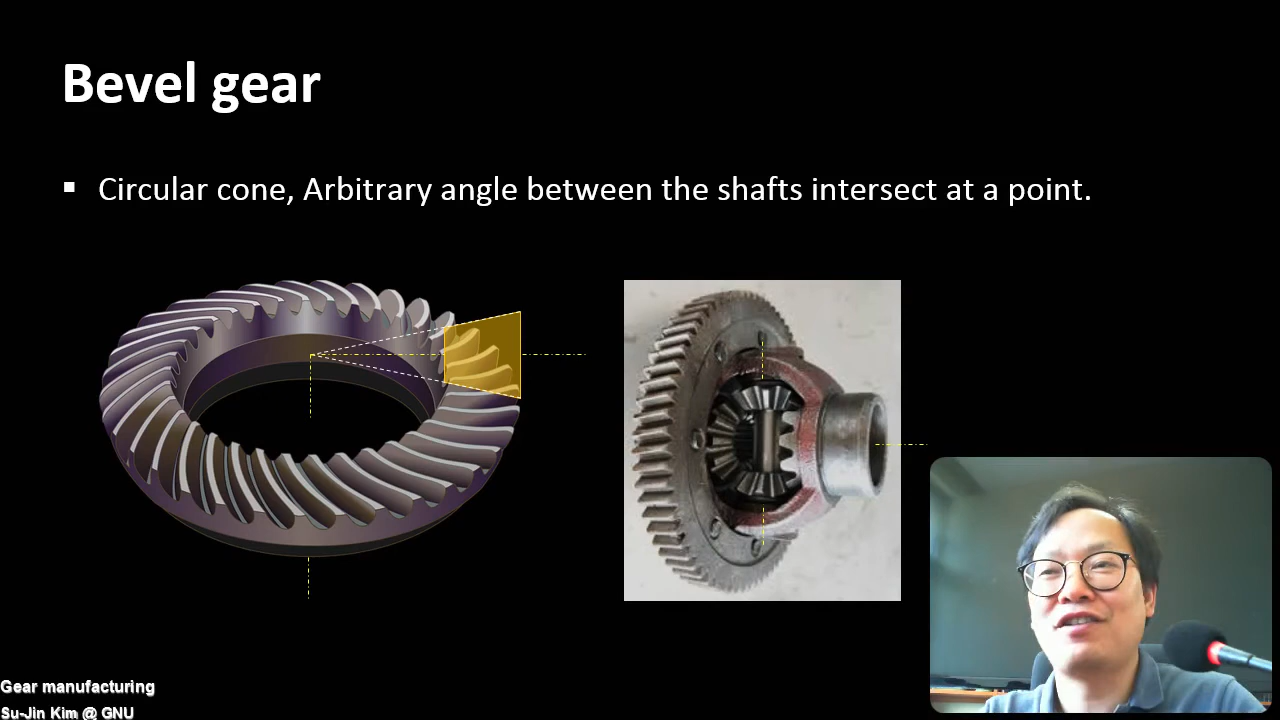 Bevel gear
▪ Circular cone, Arbitrary angle between the shafts intersect at a point.
Gear manufacturing
Su-Jin Kim @ GNU